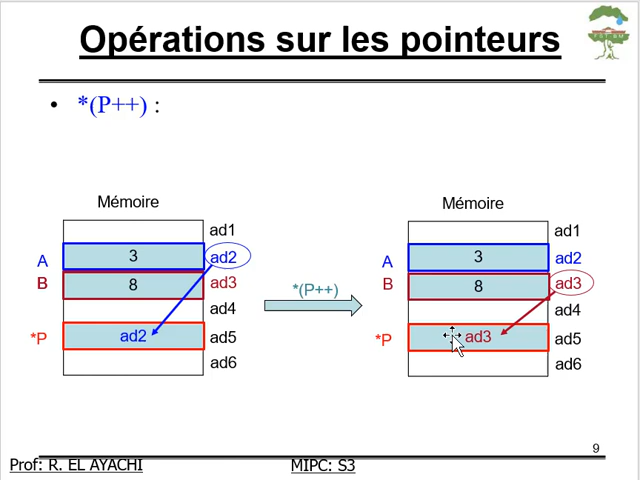 Opérations sur les pointeurs
• *(P++) :
Mémoire
ad1
A 3 ad2
B 8 ad3
ad4
*P ad2 ad5
ad6
*(P++)
Mémoire
ad1
A 3 ad2
B 8 ad3
ad4
*P ad3 ad5
ad6
9
Prof: R. EL AYACHI MIPC: S3